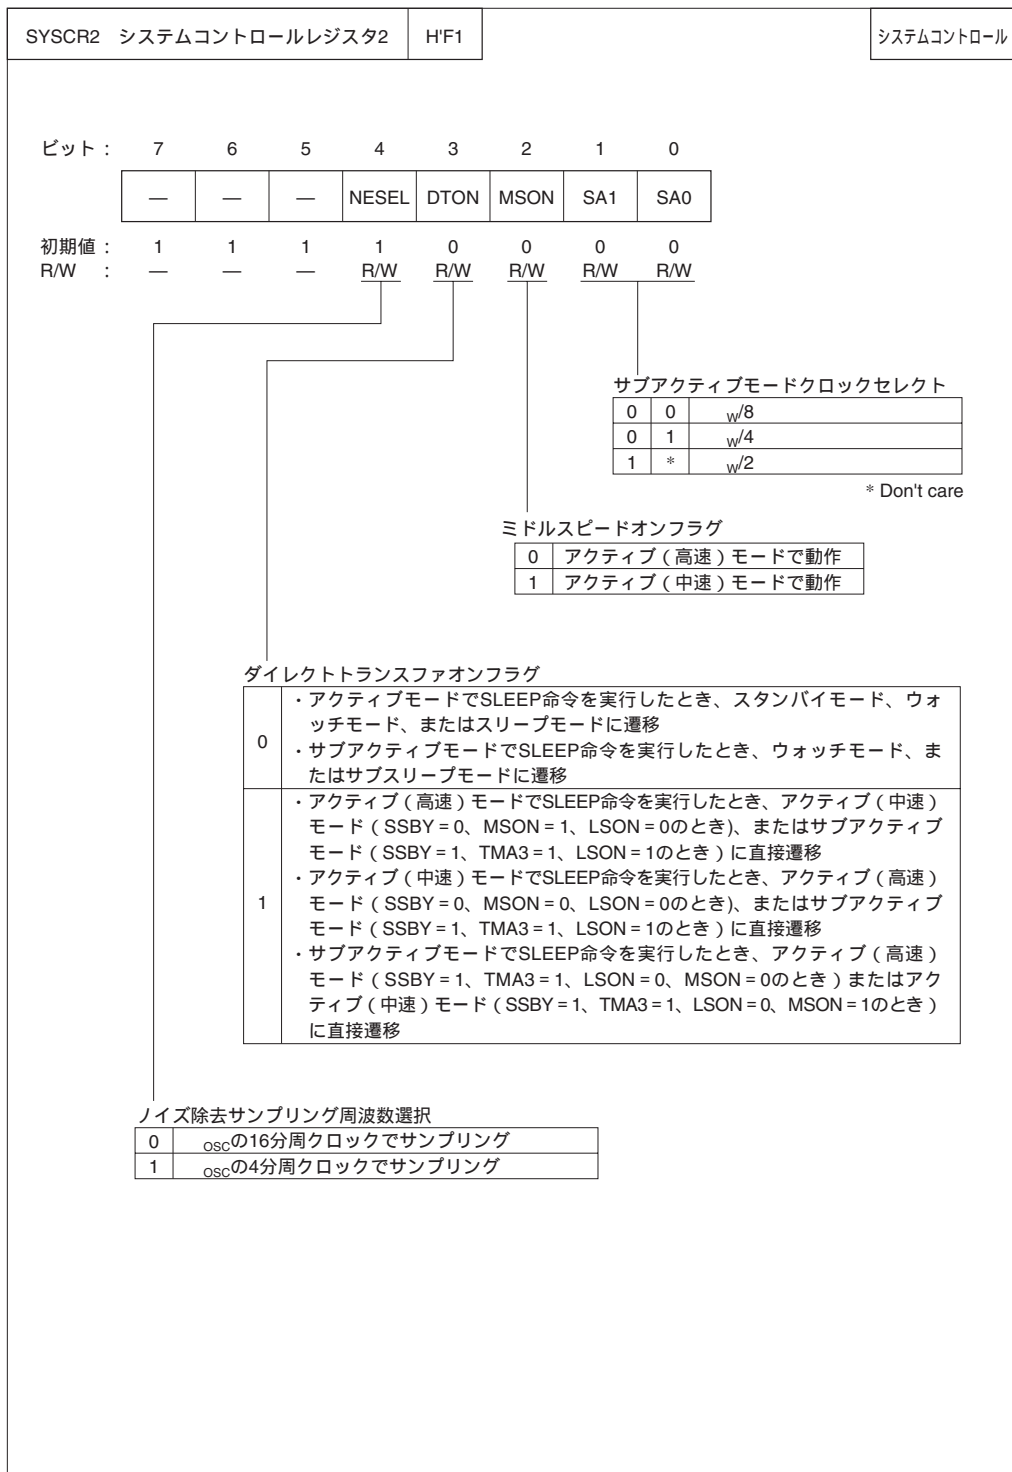 SYSCR2 システムコントロールレジスタ2 H'F1 システムコントロール
ビット : 7 6 5 4 3 2 1 0
— — — NESEL DTON MSON SA1 SA0
初期値 : 1 1 1 1 0 0 0 0
R/W : — — — R/W R/W R/W R/W R/W
サブアクティブモードクロックセレクト
0 0 W/8
0 1 W/4
1 * W/2
* Don't care
ミドルスピードオンフラグ
0 アクティブ(高速)モードで動作
1 アクティブ(中速)モードで動作
ダイレクトトランスファオンフラグ
0
・アクティブモードでSLEEP命令を実行したとき、スタンバイモード、ウォ
ッチモード、またはスリープモードに遷移
・サブアクティブモードでSLEEP命令を実行したとき、ウォッチモード、ま
たはサブスリープモードに遷移
1
・アクティブ(高速)モードでSLEEP命令を実行したとき、アクティブ(中速)
モード(SSBY = 0、MSON = 1、LSON = 0のとき)、またはサブアクティブ
モード(SSBY = 1、TMA3 = 1、LSON = 1のとき)に直接遷移
・アクティブ(中速)モードでSLEEP命令を実行したとき、アクティブ(高速)
モード(SSBY = 0、MSON = 0、LSON = 0のとき)、またはサブアクティブ
モード(SSBY = 1、TMA3 = 1、LSON = 1のとき)に直接遷移
・サブアクティブモードでSLEEP命令を実行したとき、アクティブ(高速)
モード(SSBY = 1、TMA3 = 1、LSON = 0、MSON = 0のとき)またはアク
ティブ(中速)モード(SSBY = 1、TMA3 = 1、LSON = 0、MSON = 1のとき)
に直接遷移
ノイズ除去サンプリング周波数選択
0 OSCの16分周クロックでサンプリング
1 OSCの4分周クロックでサンプリング